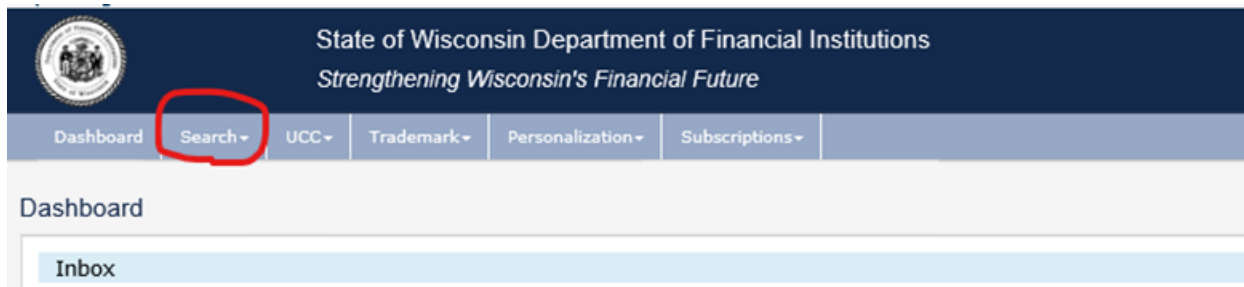 State of Wisconsin Department of Financial Institutions
Strengthening Wisconsin's Financial Future
Dashboard Search UCC Trademark Personalization Subscriptions
Dashboard
Inbox